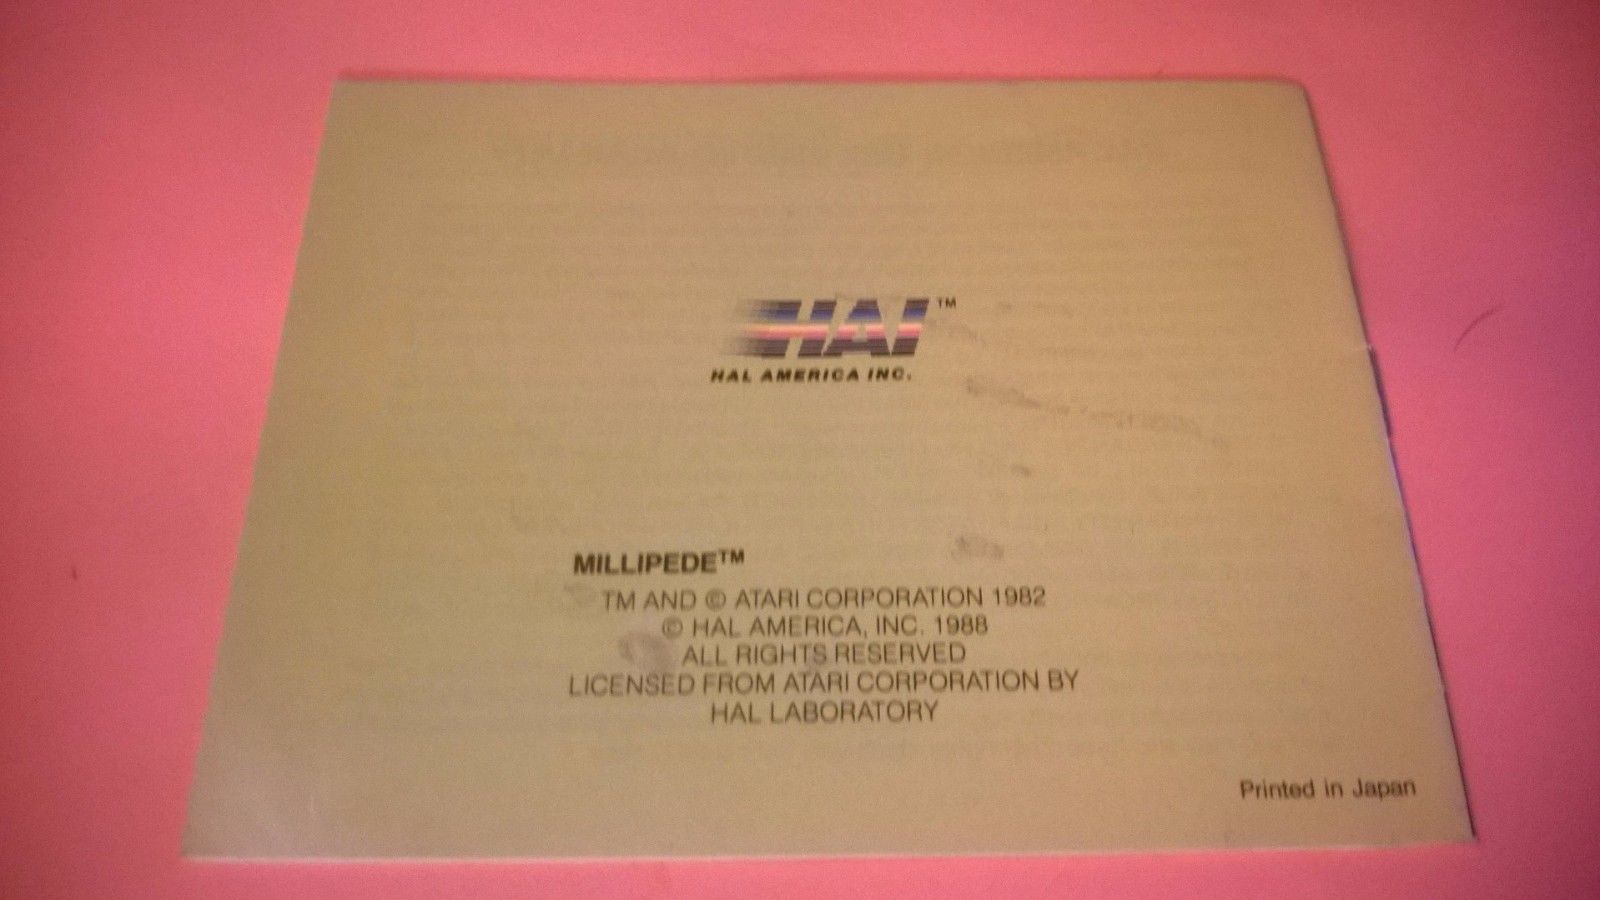 HAL™
HAL AMERICA INC.
MILLIPEDE™
TM AND © ATARI CORPORATION 1982
© HAL AMERICA, INC. 1988
ALL RIGHTS RESERVED
LICENSED FROM ATARI CORPORATION BY
HAL LABORATORY
Printed in Japan